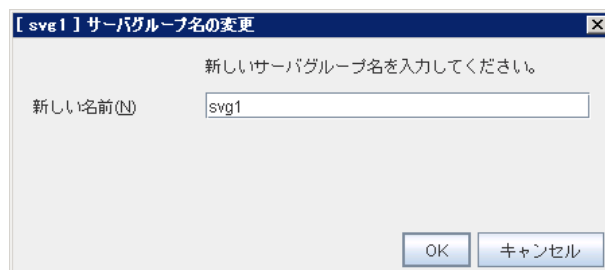 [ svg1 ] サーバグループ名の変更
新しいサーバグループ名を入力してください。
新しい名前(N)
svg1
OK
キャンセル